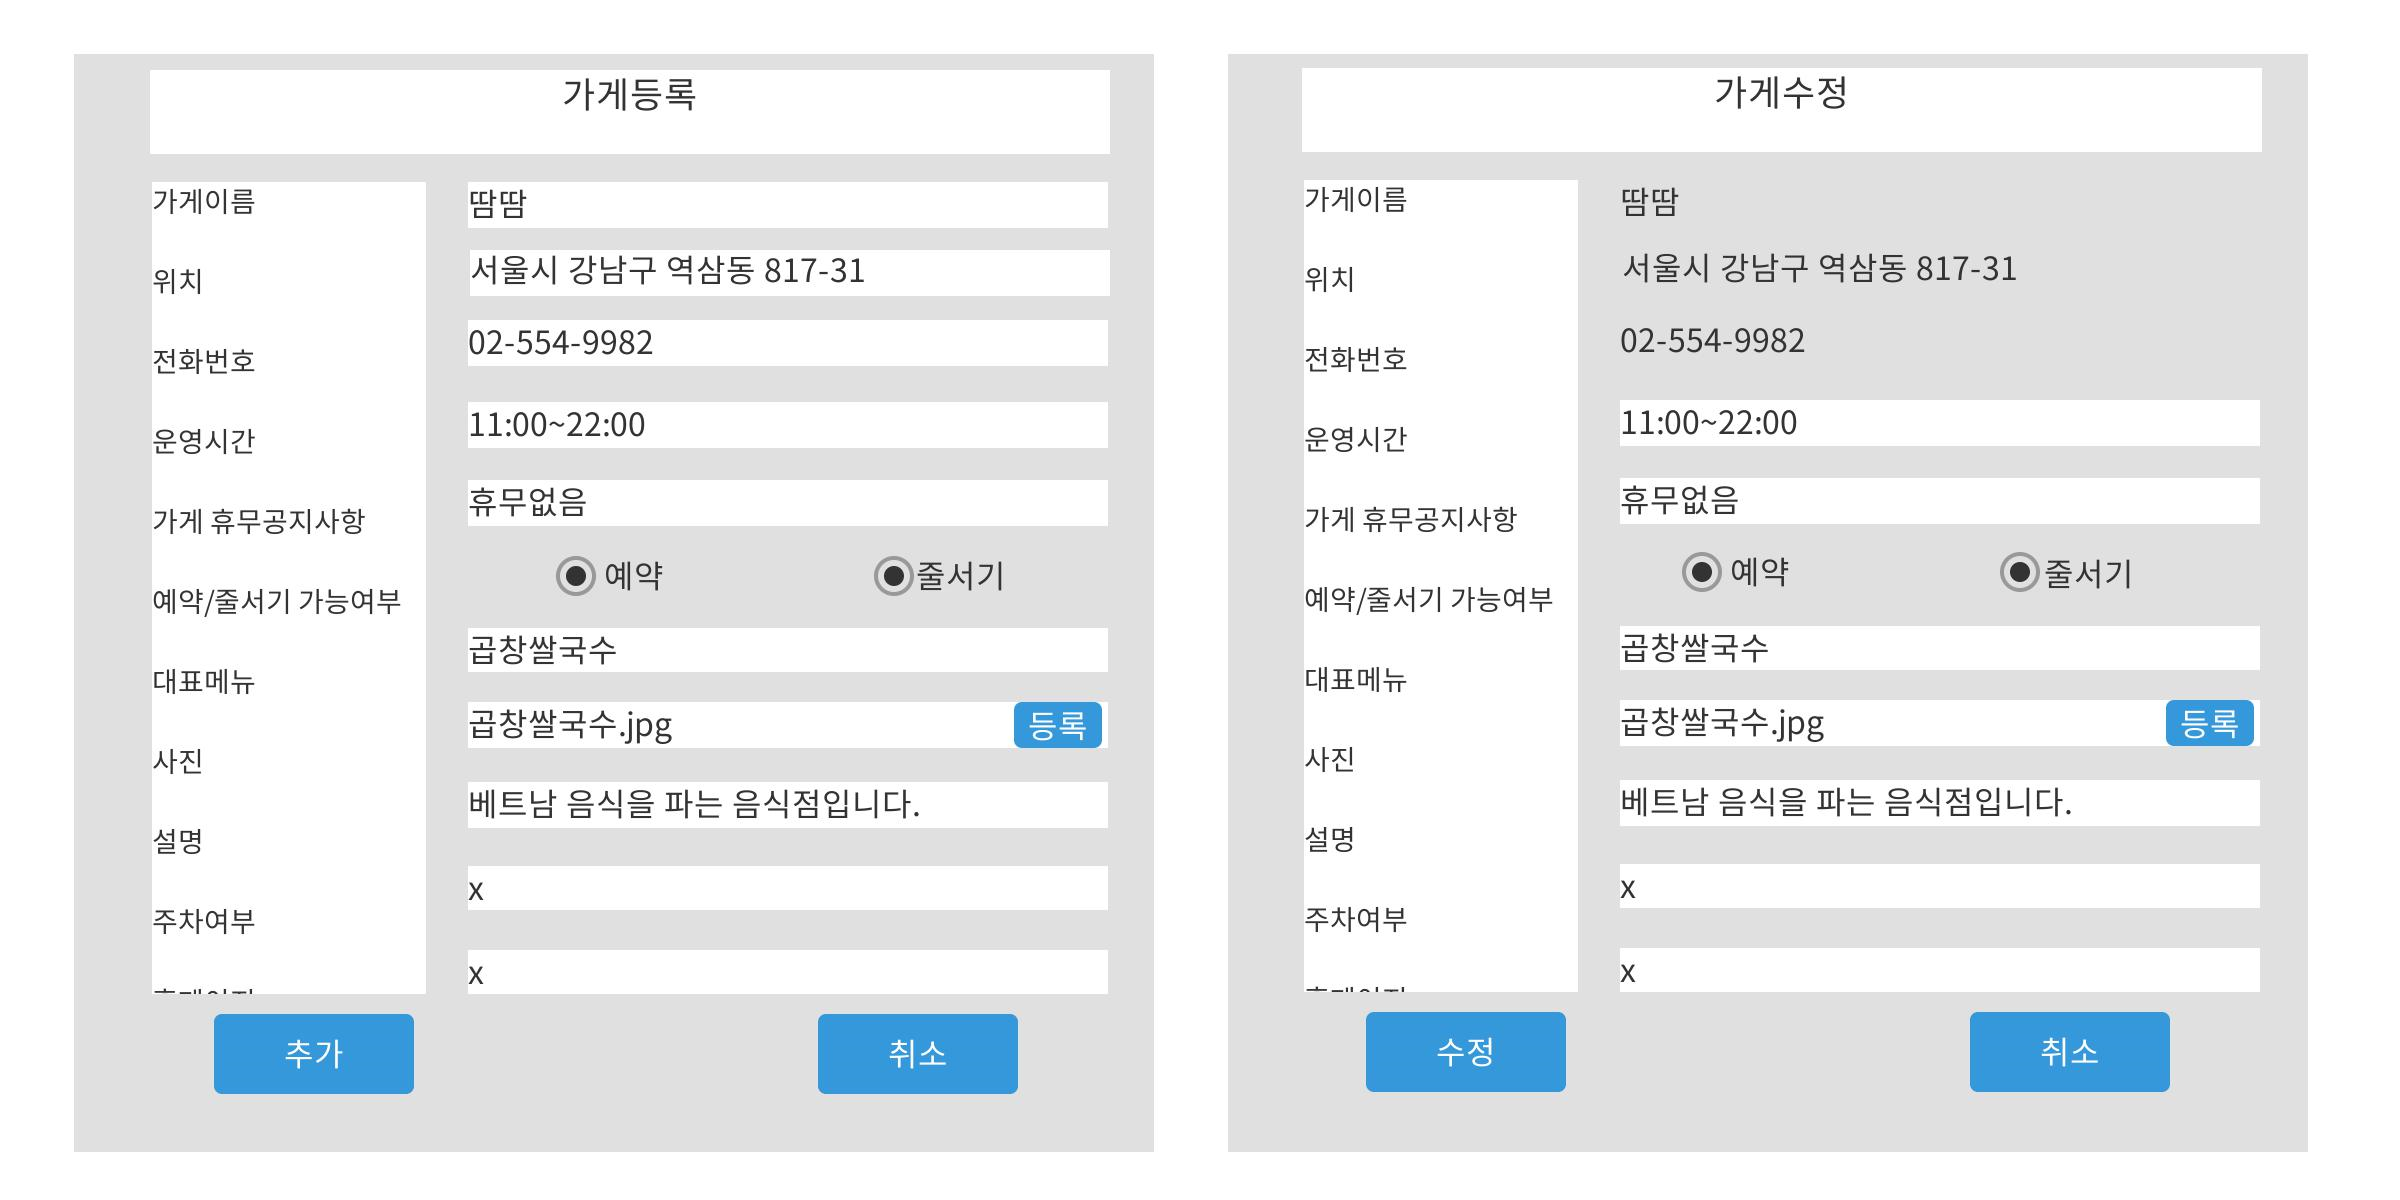 가게등록
가게이름
땀땀
위치
서울시 강남구 역삼동 817-31
전화번호
02-554-9982
운영시간
11:00~22:00
가게 휴무공지사항
휴무없음
예약/줄서기 가능여부
예약
줄서기
대표메뉴
곱창쌀국수
사진
곱창쌀국수.jpg
등록
설명
베트남 음식을 파는 음식점입니다.
주차여부
x
x
추가
취소
가게수정
가게이름
땀땀
위치
서울시 강남구 역삼동 817-31
전화번호
02-554-9982
운영시간
11:00~22:00
가게 휴무공지사항
휴무없음
예약/줄서기 가능여부
예약
줄서기
대표메뉴
곱창쌀국수
사진
곱창쌀국수.jpg
등록
설명
베트남 음식을 파는 음식점입니다.
주차여부
x
x
수정
취소